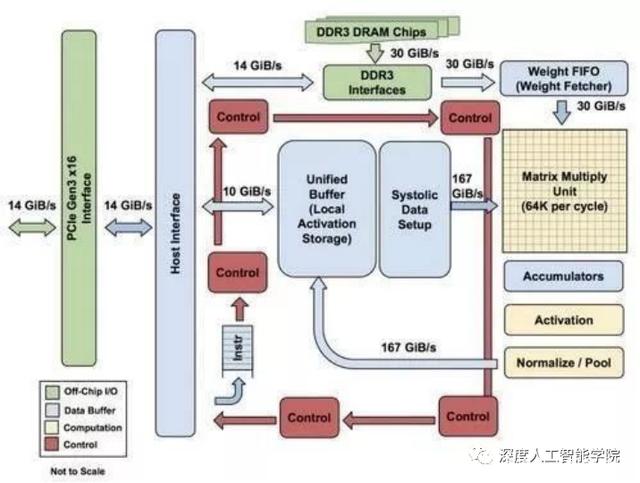 DDR3 DRAM Chips
30 GiB/s
14 GiB/s
DDR3
Interfaces
30 GiB/s
Weight FIFO
(Weight Fetcher)
30 GiB/s
Control
Control
14 GiB/s
PCIe Gen3 x16
Interface
14 GiB/s
Host Interface
10 GiB/s
Unified
Buffer
(Local
Activation
Storage)
Systolic
Data
Setup
167
GiB/s
Matrix Multiply
Unit
(64K per cycle)
Control
Accumulators
Activation
Instr
167 GiB/s
Normalize / Pool
Off-Chip I/O
Data Buffer
Computation
Control
Control
Control
Not to Scale
深度人工智能学院